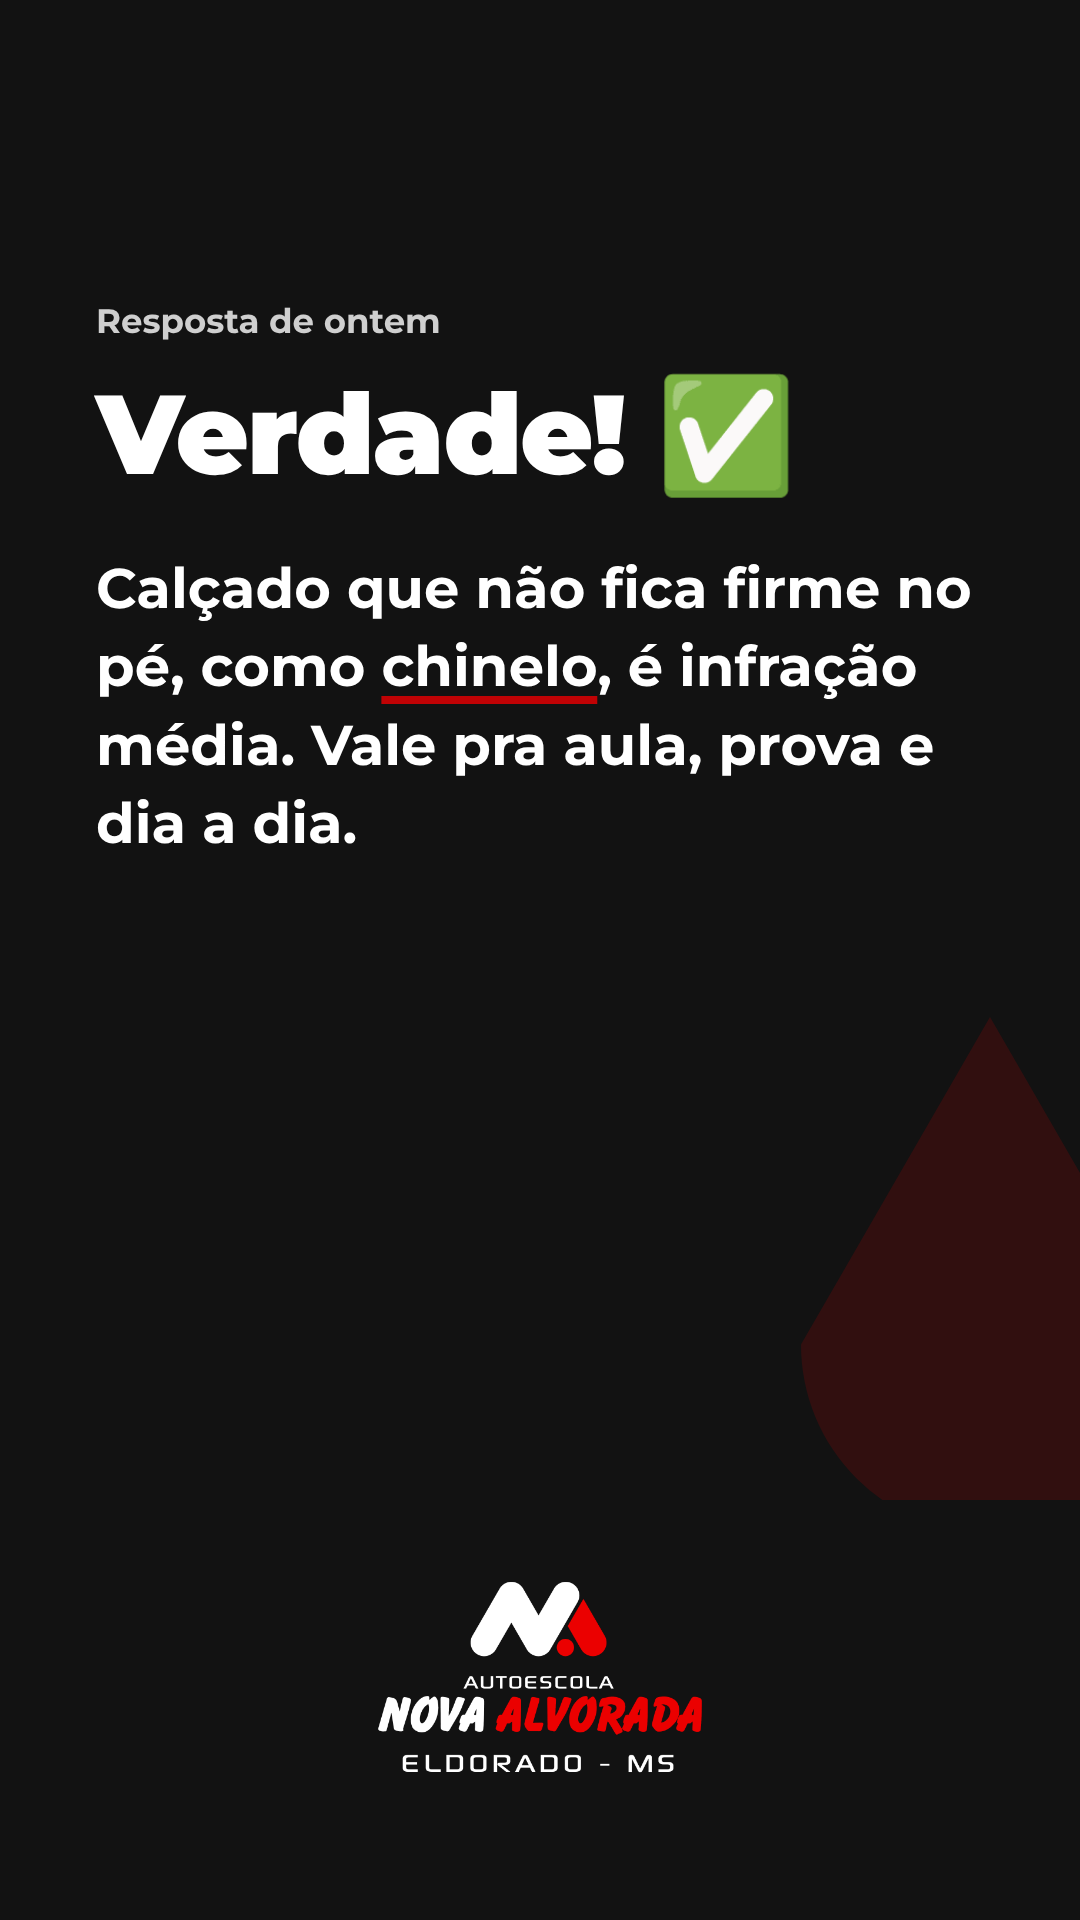 Resposta de ontem
Verdade! ✅
Calçado que não fica firme no
pé, como chinelo, é infração
média. Vale pra aula, prova e
dia a dia.
AUTOESCOLA
NOVA ALVORADA
ELDORADO - MS